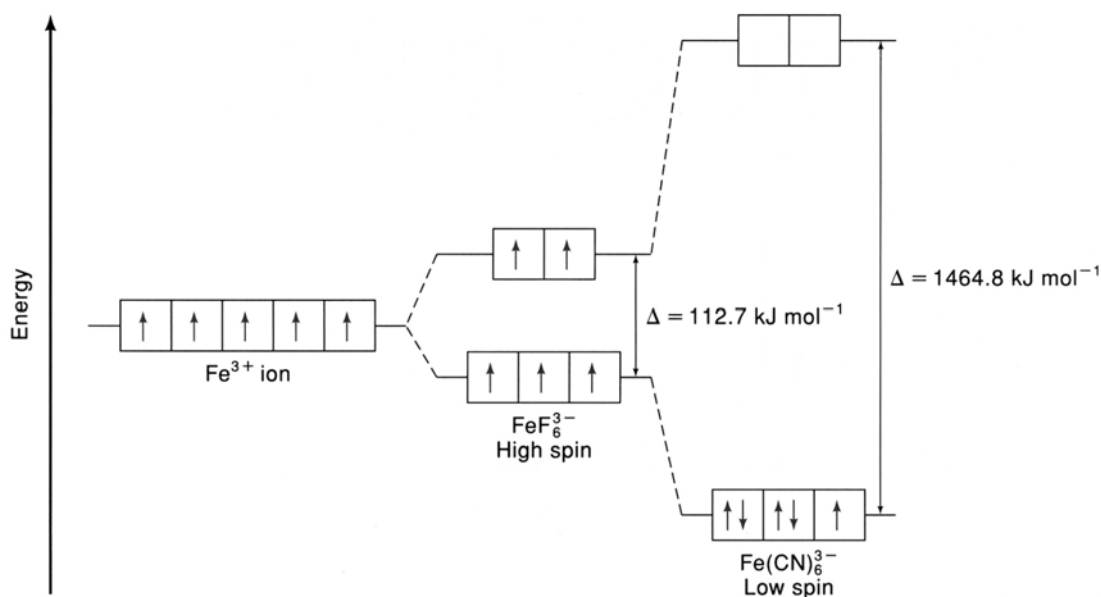 Energy
Δ = 1464.8 kJ mol⁻¹
Δ = 112.7 kJ mol⁻¹
Fe³⁺ ion
FeF₆³⁻
High spin
Fe(CN)₆³⁻
Low spin